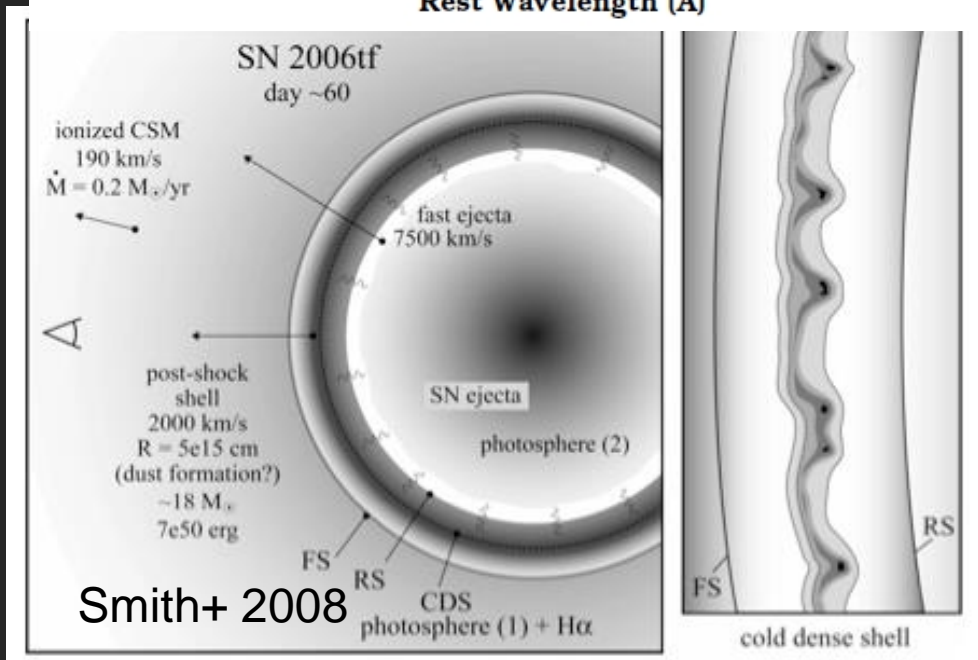 Rest Wavelength (A)
SN 2006tf
day ~60
ionized CSM
190 km/s
Ṁ = 0.2 M./yr
fast ejecta
7500 km/s
post-shock
shell
2000 km/s
R = 5e15 cm
(dust formation?)
~18 M.
7e50 erg
SN ejecta
photosphere (2)
FS
RS
CDS
photosphere (1) + Hα
Smith+ 2008
FS
RS
cold dense shell